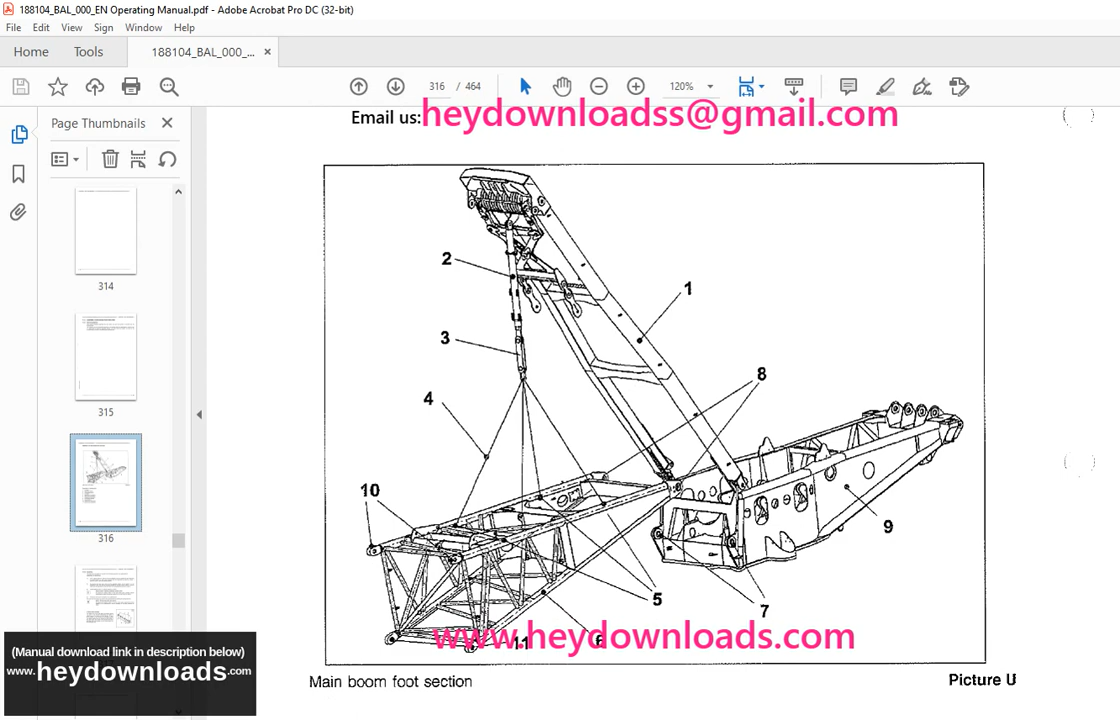 188104_BAL_000_EN Operating Manual.pdf - Adobe Acrobat Pro DC (32-bit)
File Edit View Sign Window Help
Home Tools 188104_BAL_000_... ×
316 / 464 120%
Page Thumbnails ×
314
315
316
Email us: heydownloadss@gmail.com
1
2
3
4
8
10
9
5
7
11
6
www.heydownloads.com
Main boom foot section
Picture U
(Manual download link in description below)
www.heydownloads.com